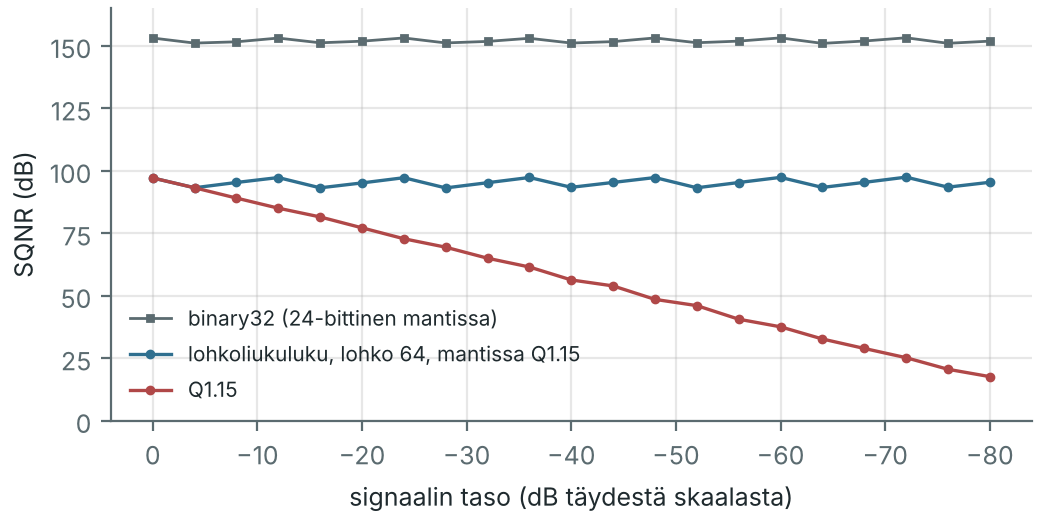 150
125
100
75
50
25
0
SQNR (dB)
binary32 (24-bittinen mantissa)
lohkoliukuluku, lohko 64, mantissa Q1.15
Q1.15
0 −10 −20 −30 −40 −50 −60 −70 −80
signaalin taso (dB täydestä skaalasta)